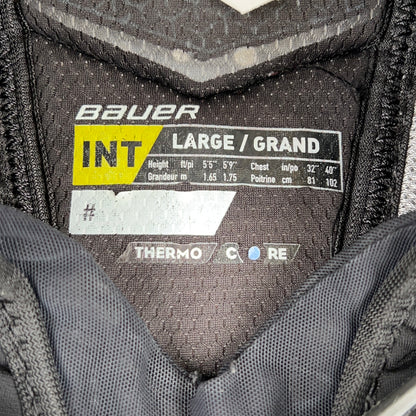 BAUER
INT LARGE / GRAND
Height ft/pi 5'5" 5'9" Chest in/po 32" 40"
Grandeur m 1.65 1.75 Poitrine cm 81 102
#
THERMO CORE